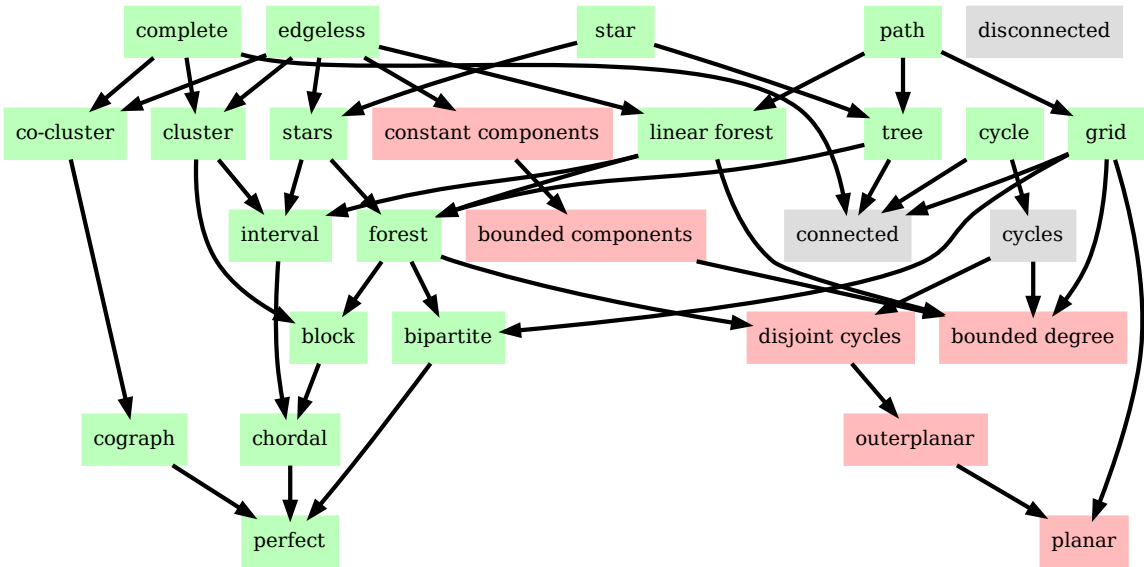 complete
edgeless
star
path
disconnected
co-cluster
cluster
stars
constant components
linear forest
tree
cycle
grid
interval
forest
bounded components
connected
cycles
block
bipartite
disjoint cycles
bounded degree
cograph
chordal
outerplanar
perfect
planar